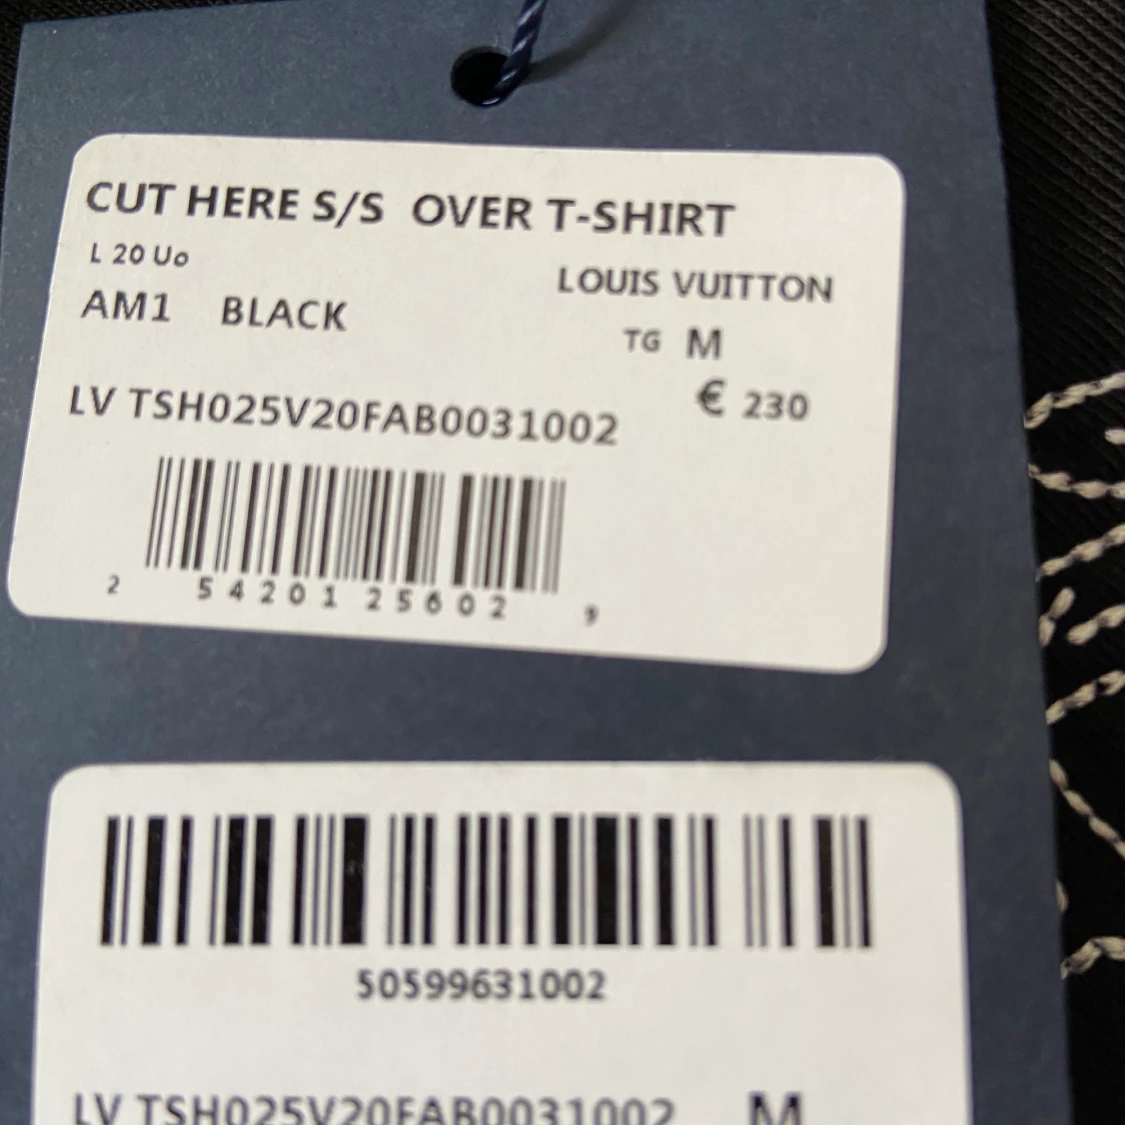 CUT HERE S/S OVER T-SHIRT
L 20 Uo
LOUIS VUITTON
AM1 BLACK
TG M
€ 230
LV TSH025V20FAB0031002
2 54201 25602 9
50599631002
LV TSH025V20FAB0031002 M